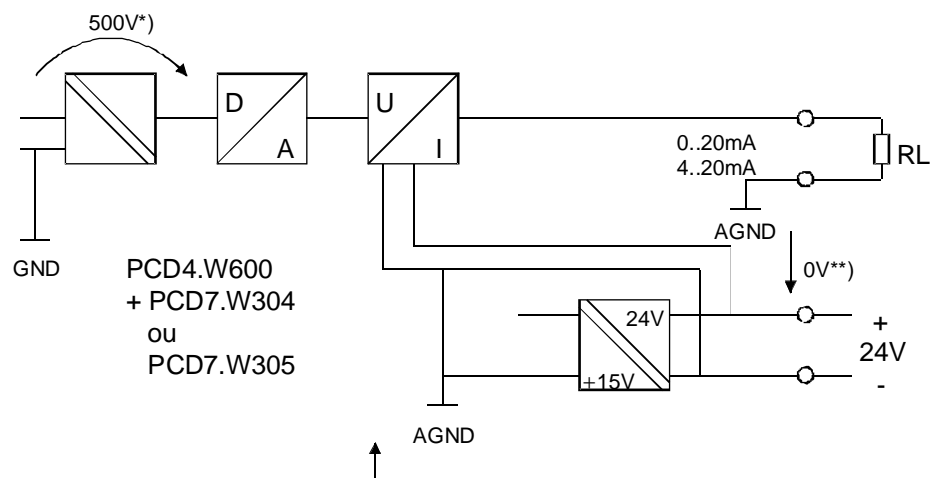 500V*)
D
A
U
I
0..20mA
4..20mA
RL
AGND
GND
0V**)
PCD4.W600
+ PCD7.W304
ou
PCD7.W305
24V
+15V
+
24V
-
AGND